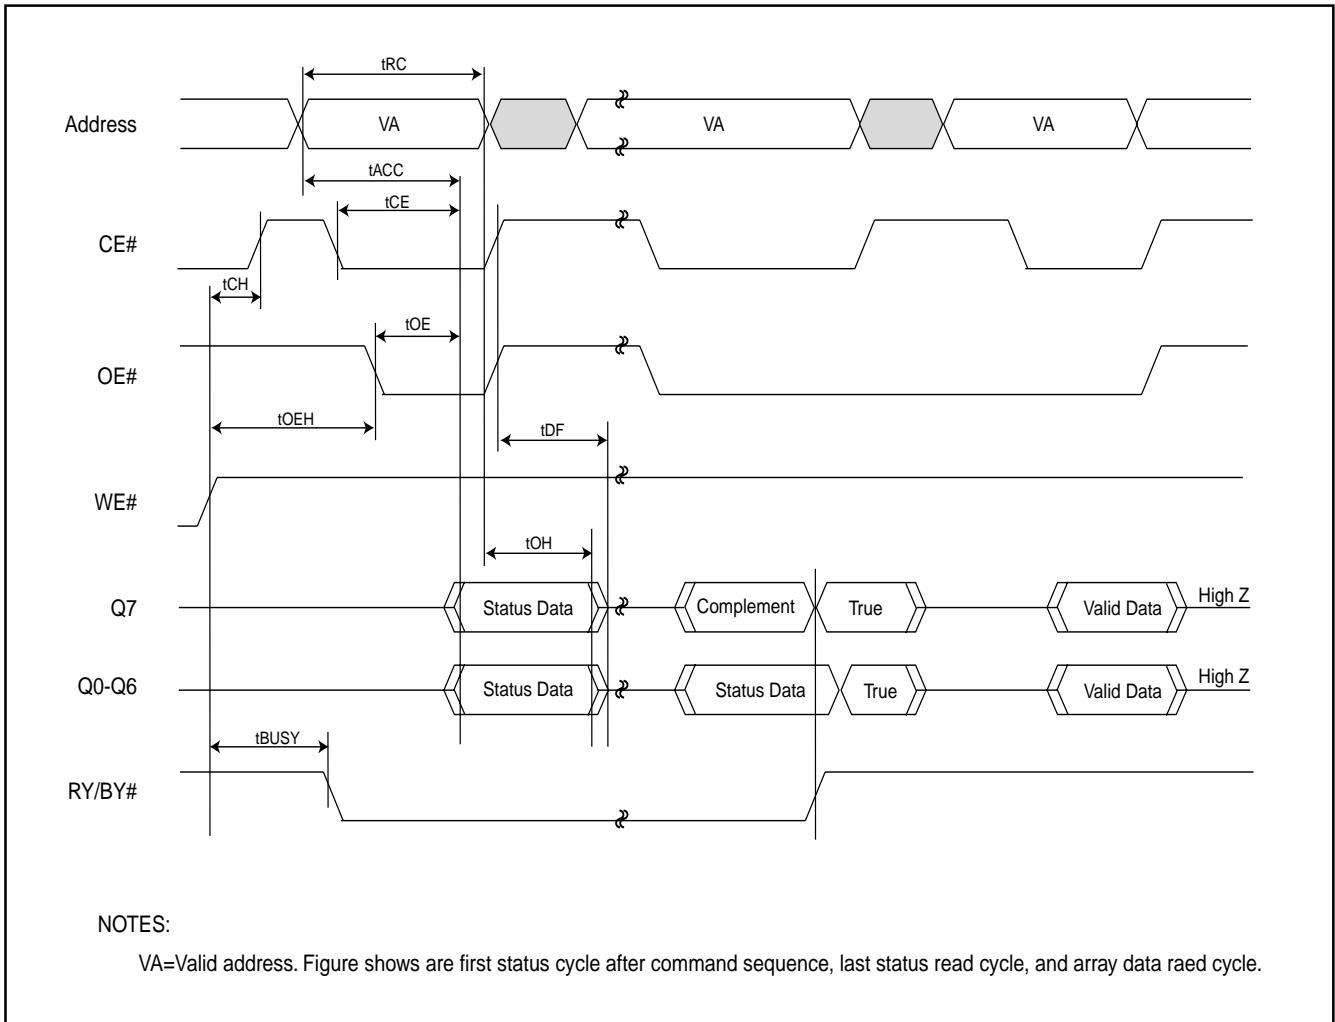 tRC
Address
VA
VA
VA
tACC
tCE
CE#
tCH
tOE
OE#
tOEH
tDF
WE#
tOH
Q7
Status Data
Complement
True
Valid Data
High Z
Q0-Q6
Status Data
Status Data
True
Valid Data
High Z
tBUSY
RY/BY#
NOTES:
VA=Valid address. Figure shows are first status cycle after command sequence, last status read cycle, and array data raed cycle.